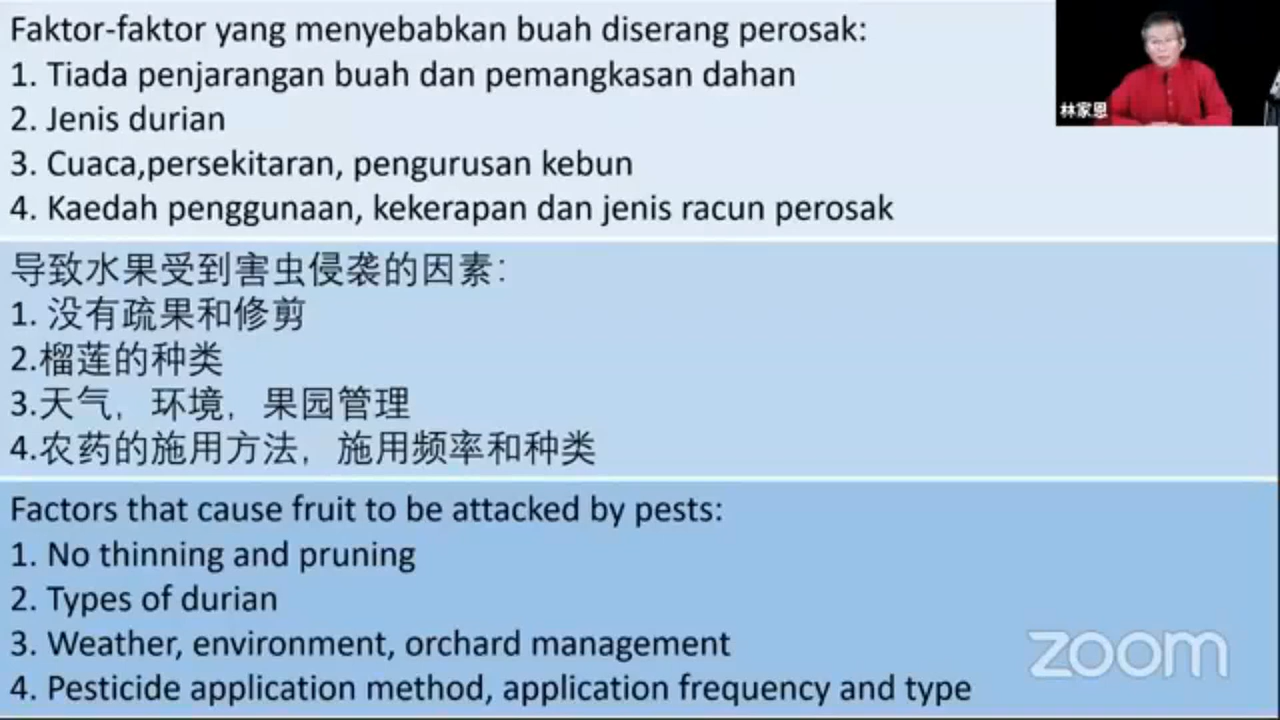 Faktor-faktor yang menyebabkan buah diserang perosak:
1. Tiada penjarangan buah dan pemangkasan dahan
2. Jenis durian
3. Cuaca,persekitaran, pengurusan kebun
4. Kaedah penggunaan, kekerapan dan jenis racun perosak
林家恩
导致水果受到害虫侵袭的因素：
1. 没有疏果和修剪
2.榴莲的种类
3.天气，环境，果园管理
4.农药的施用方法，施用频率和种类
Factors that cause fruit to be attacked by pests:
1. No thinning and pruning
2. Types of durian
3. Weather, environment, orchard management
4. Pesticide application method, application frequency and type
zoom